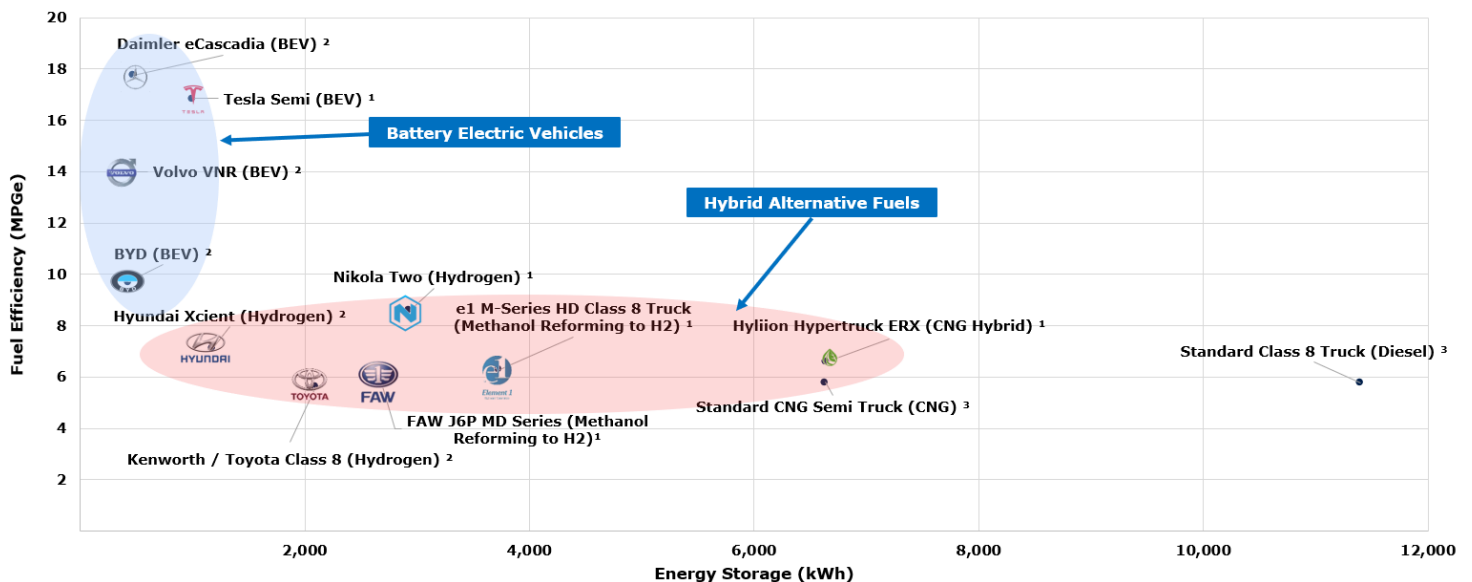 20
Daimler eCascadia (BEV) ²
18
Tesla Semi (BEV) ¹
TESLA
16
Battery Electric Vehicles
14
VOLVO
Volvo VNR (BEV) ²
Hybrid Alternative Fuels
12
BYD (BEV) ²
10
BYD
Nikola Two (Hydrogen) ¹
N
e1 M-Series HD Class 8 Truck
(Methanol Reforming to H2) ¹
Hyundai Xcient (Hydrogen) ²
8
Hyliion Hypertruck ERX (CNG Hybrid) ¹
HYUNDAI
Standard Class 8 Truck (Diesel) ³
6
TOYOTA
FAW
e1
Element 1
Standard CNG Semi Truck (CNG) ³
FAW J6P MD Series (Methanol
Reforming to H2)¹
4
Kenworth / Toyota Class 8 (Hydrogen) ²
2
Fuel Efficiency (MPGe)
2,000
4,000
6,000
8,000
10,000
12,000
Energy Storage (kWh)